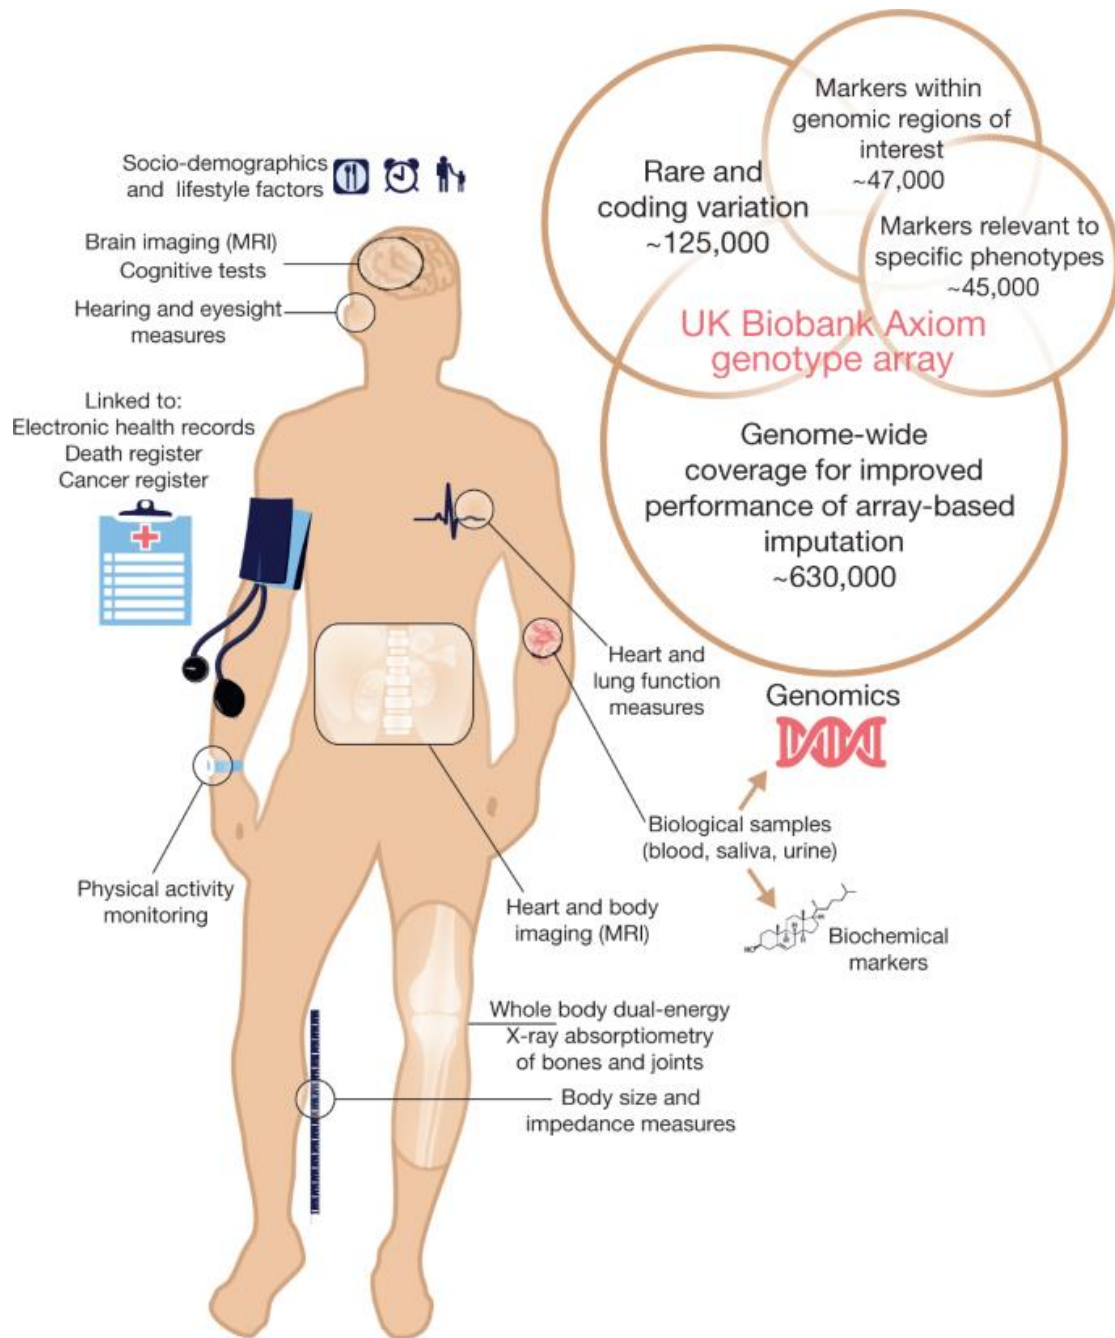 Socio-demographics
and lifestyle factors
Brain imaging (MRI)
Cognitive tests
Hearing and eyesight
measures
Linked to:
Electronic health records
Death register
Cancer register
Physical activity
monitoring
Markers within
genomic regions of
interest
~47,000
Rare and
coding variation
~125,000
Markers relevant to
specific phenotypes
~45,000
UK Biobank Axiom
genotype array
Genome-wide
coverage for improved
performance of array-based
imputation
~630,000
Heart and
lung function
measures
Genomics
Biological samples
(blood, saliva, urine)
Heart and body
imaging (MRI)
HO
Biochemical
markers
Whole body dual-energy
X-ray absorptiometry
of bones and joints
Body size and
impedance measures